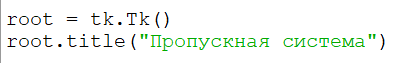 root = tk.Tk()
root.title("Пропускная система")